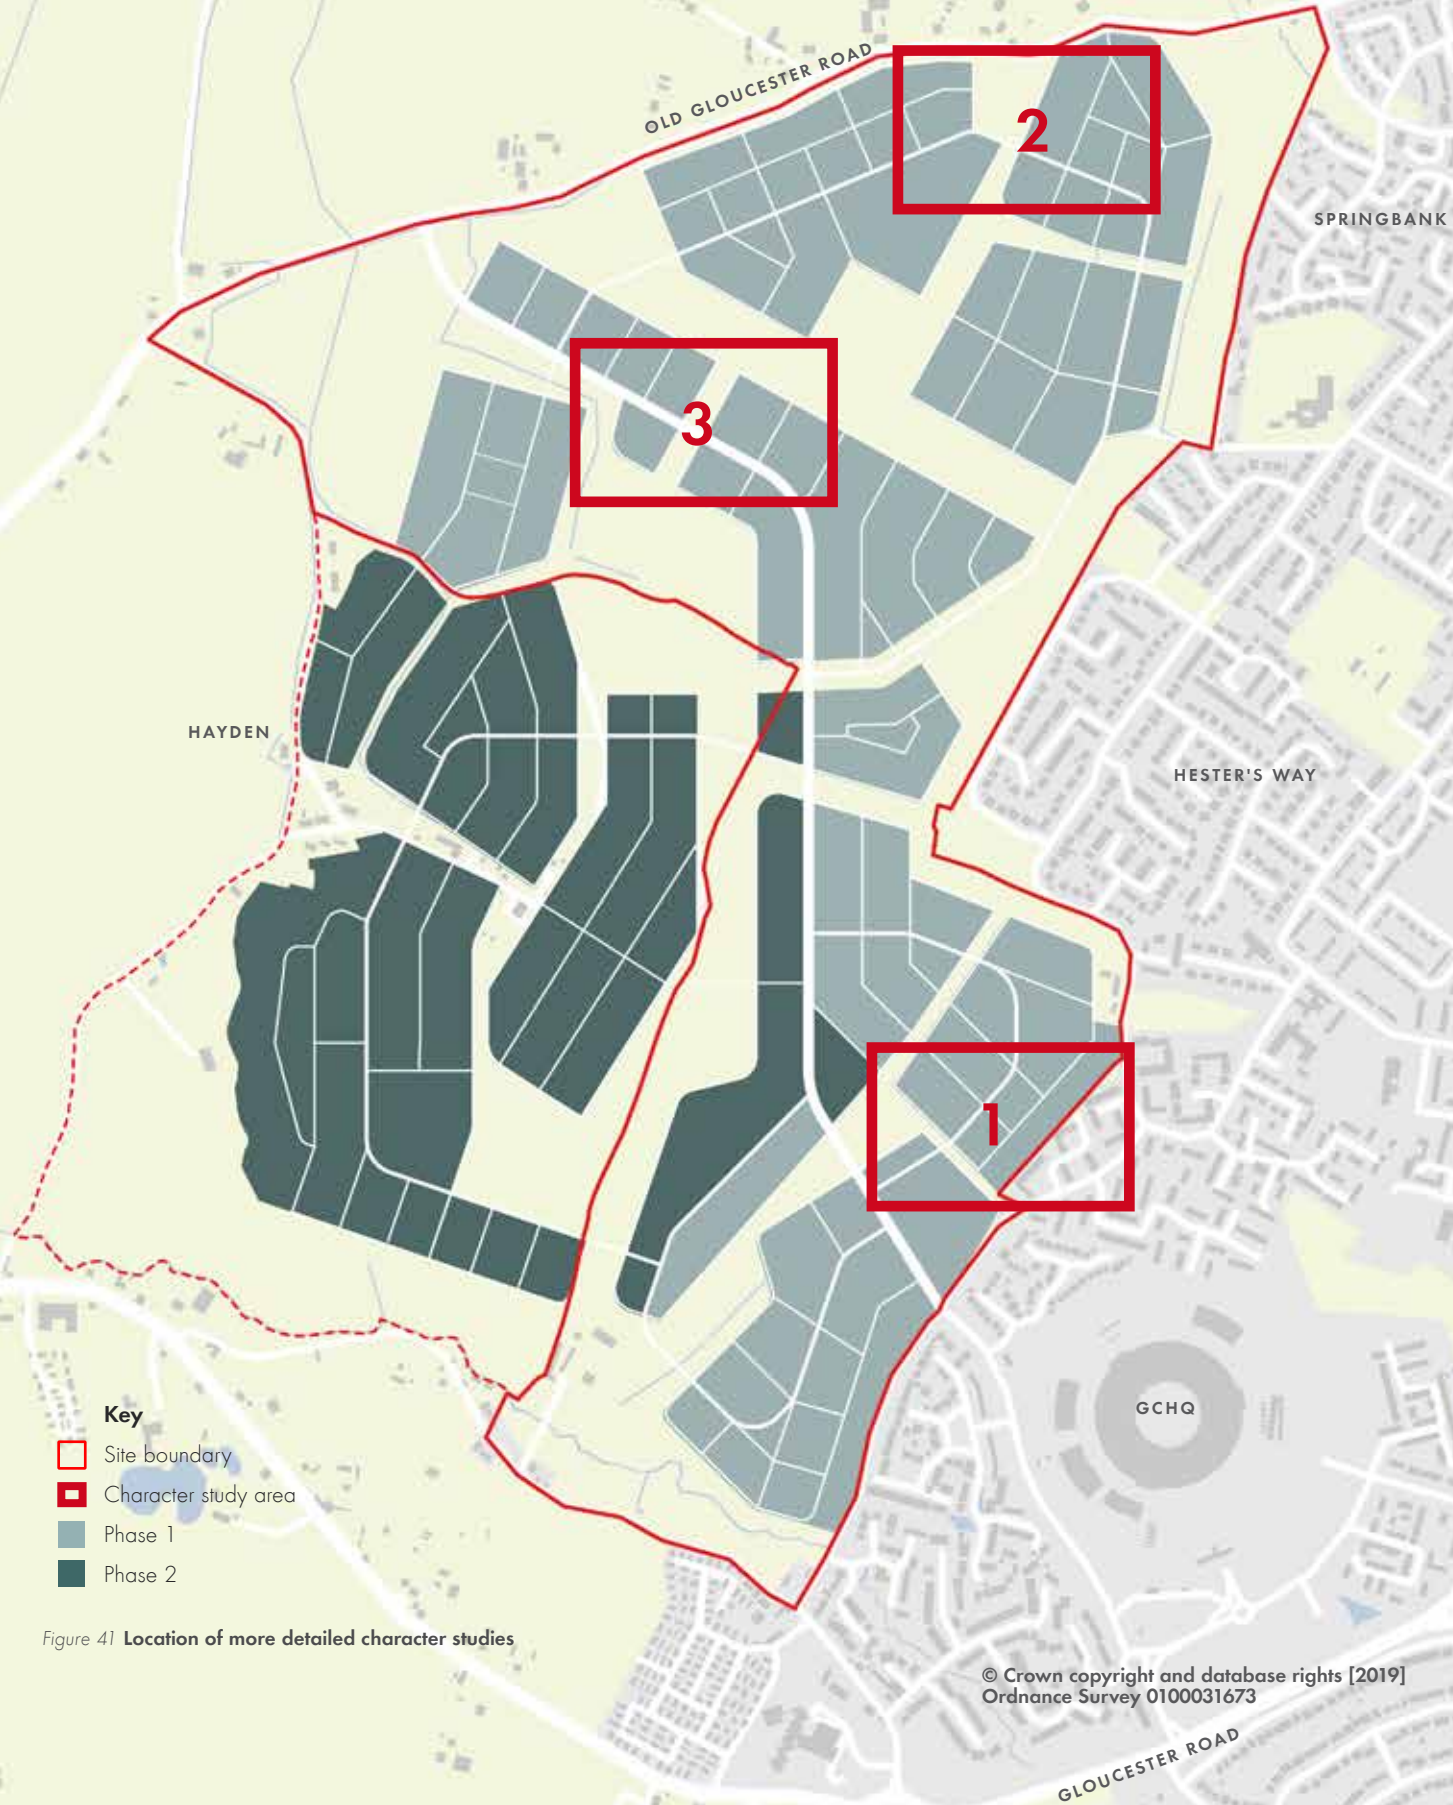 OLD GLOUCESTER ROAD
2
SPRINGBANK
3
HAYDEN
HESTER'S WAY
1
GCHQ
Key
Site boundary
Character study area
Phase 1
Phase 2
Figure 41 Location of more detailed character studies
© Crown copyright and database rights [2019]
Ordnance Survey 0100031673
GLOUCESTER ROAD